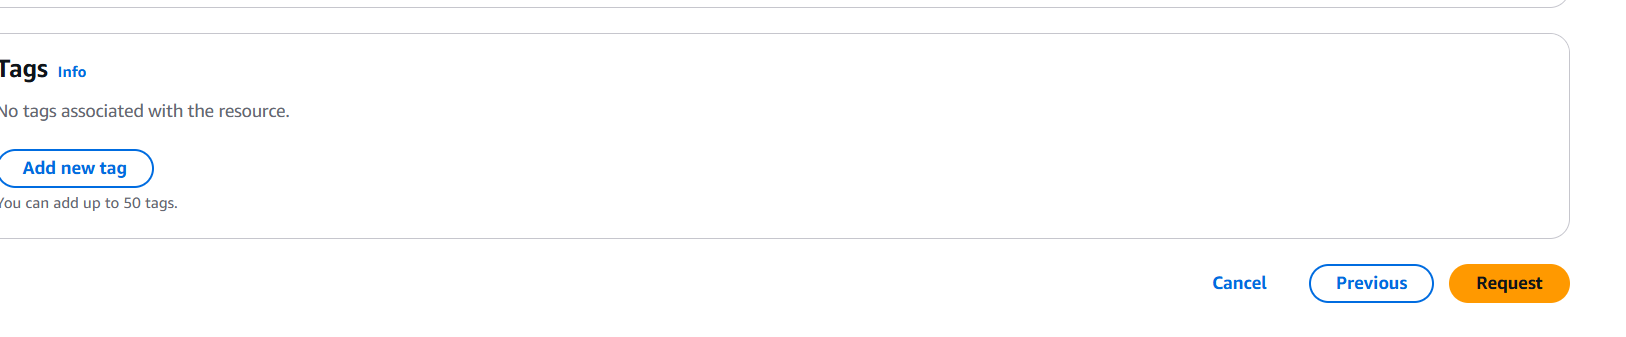 Tags Info
No tags associated with the resource.
Add new tag
You can add up to 50 tags.
Cancel Previous Request